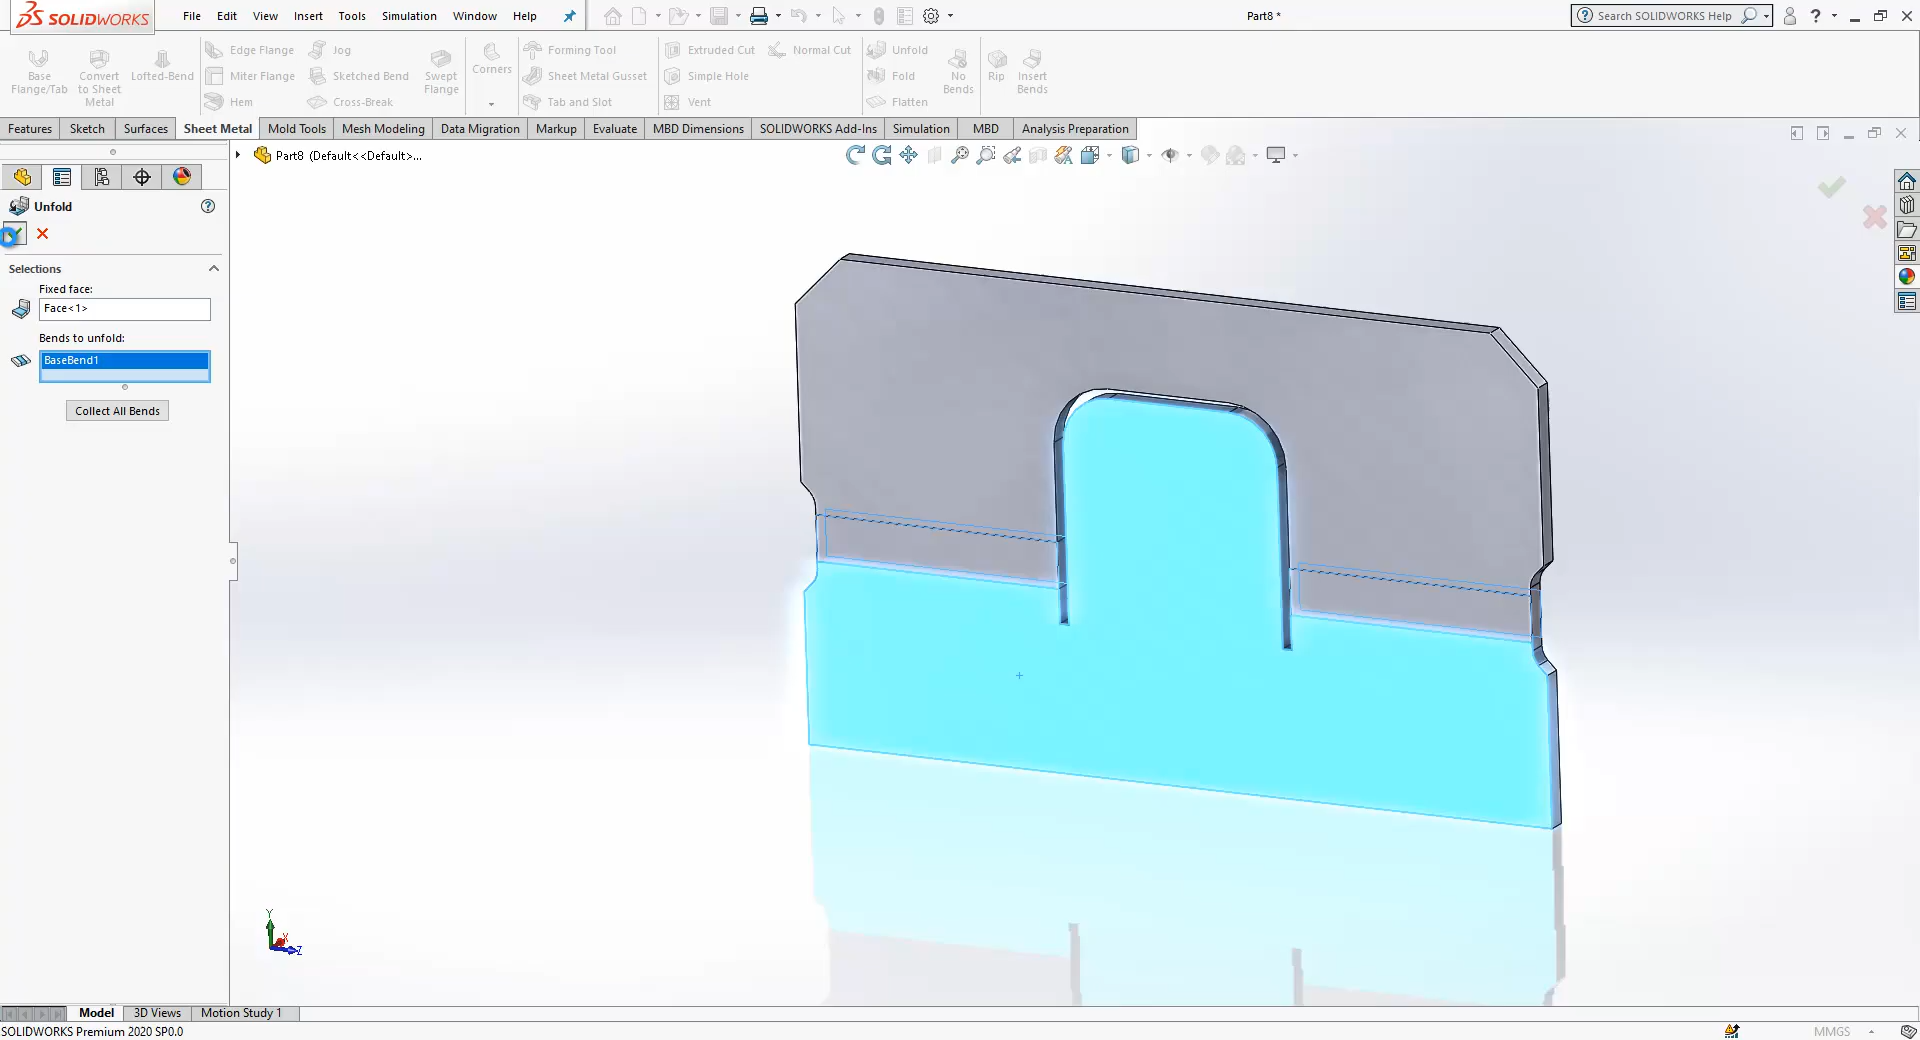 SOLIDWORKS
File Edit View Insert Tools Simulation Window Help
Part8 *
Search SOLIDWORKS Help
Base Flange/Tab
Convert to Sheet Metal
Lofted-Bend
Edge Flange
Miter Flange
Hem
Jog
Sketched Bend
Cross-Break
Swept Flange
Corners
Forming Tool
Sheet Metal Gusset
Tab and Slot
Extruded Cut
Simple Hole
Vent
Normal Cut
Unfold
Fold
Flatten
No Bends
Rip
Insert Bends
Features Sketch Surfaces Sheet Metal Mold Tools Mesh Modeling Data Migration Markup Evaluate MBD Dimensions SOLIDWORKS Add-Ins Simulation MBD Analysis Preparation
Part8 (Default<<Default>...
Unfold
Selections
Fixed face:
Face<1>
Bends to unfold:
BaseBend1
Collect All Bends
Y
X
Z
Model 3D Views Motion Study 1
SOLIDWORKS Premium 2020 SP0.0
MMGS